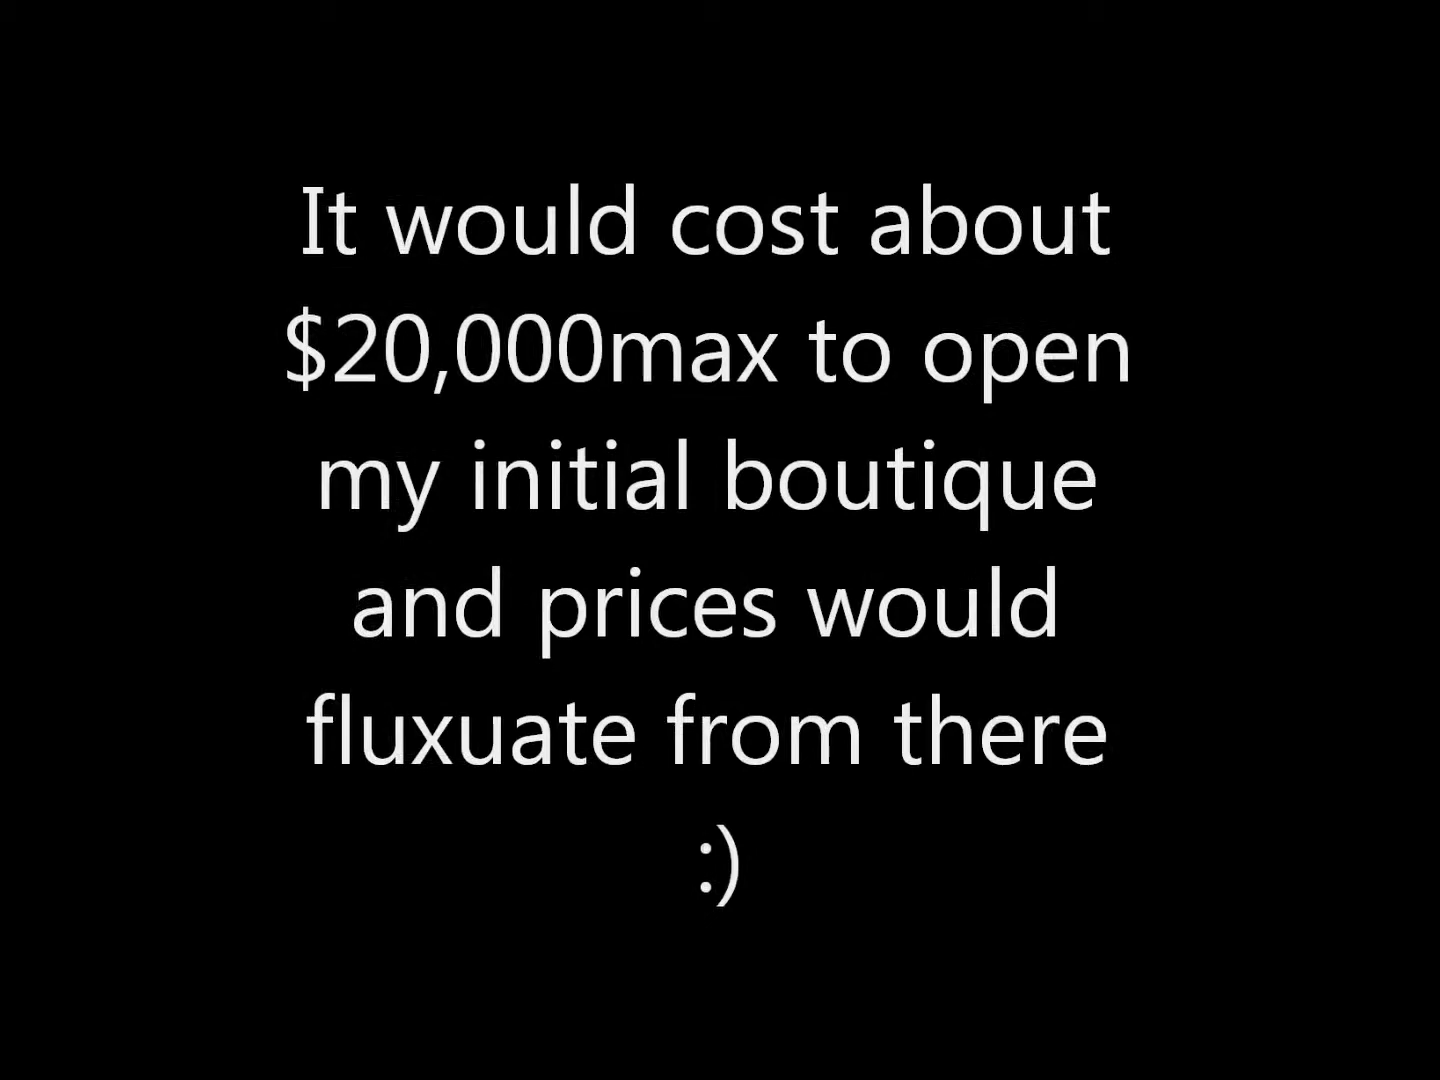 It would cost about
$20,000max to open
my initial boutique
and prices would
fluxuate from there
:)